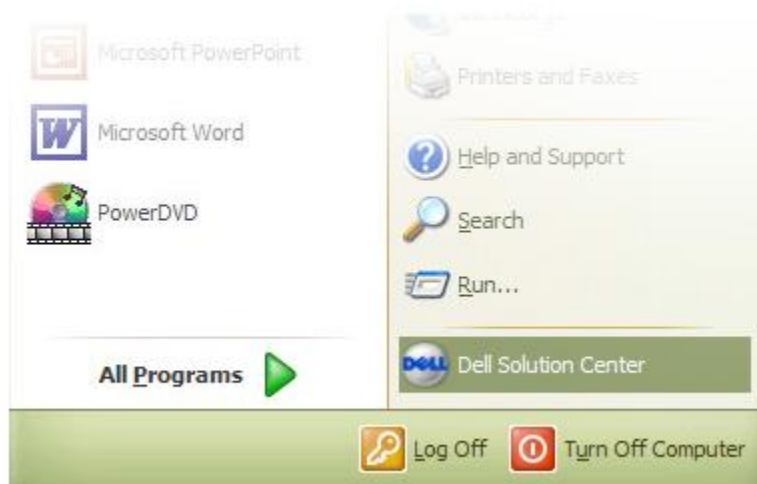 Microsoft PowerPoint
Microsoft Word
PowerDVD
All Programs
Printers and Faxes
Help and Support
Search
Run...
DELL Dell Solution Center
Log Off
Turn Off Computer